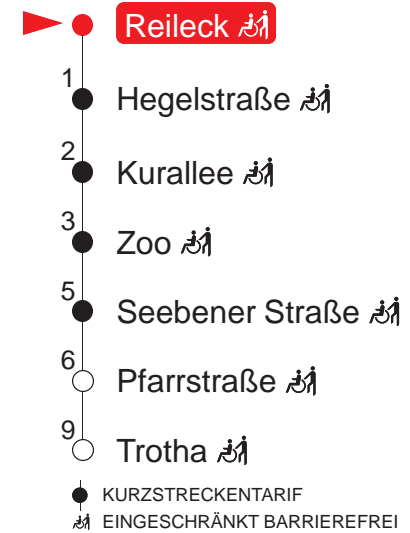 Reileck
1 Hegelstraße
2 Kurallee
3 Zoo
5 Seebener Straße
6 Pfarrstraße
9 Trotha
KURZSTRECKENTARIF
EINGESCHRÄNKT BARRIEREFREI